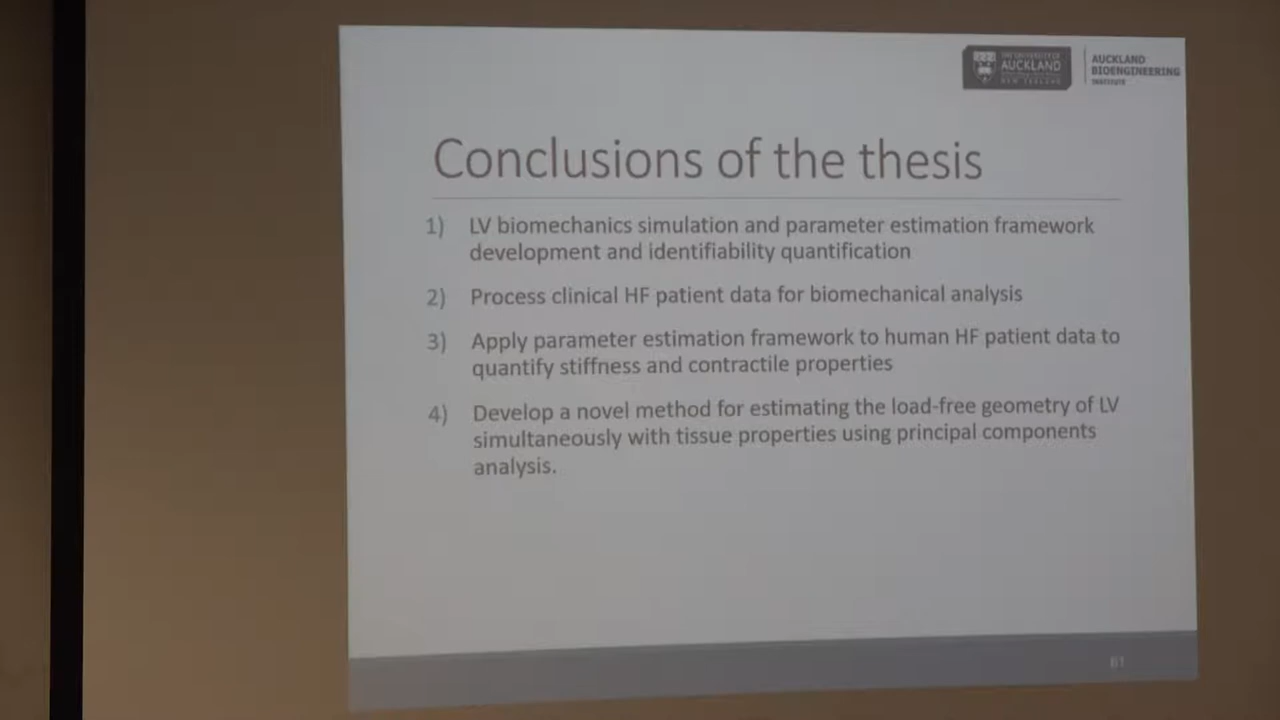 THE UNIVERSITY OF
AUCKLAND
NEW ZEALAND
AUCKLAND
BIOENGINEERING
INSTITUTE
Conclusions of the thesis
1) LV biomechanics simulation and parameter estimation framework
development and identifiability quantification
2) Process clinical HF patient data for biomechanical analysis
3) Apply parameter estimation framework to human HF patient data to
quantify stiffness and contractile properties
4) Develop a novel method for estimating the load-free geometry of LV
simultaneously with tissue properties using principal components
analysis.